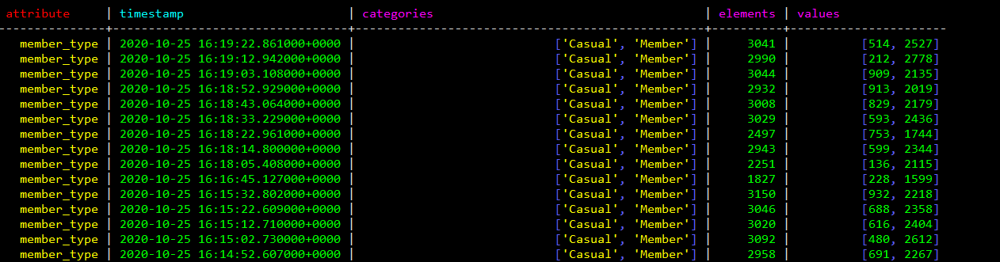 attribute | timestamp | categories | elements | values
---------------+---------------------------------+--------------------------------------------------+----------+----------------------
member_type | 2020-10-25 16:19:22.861000+0000 | ['Casual', 'Member'] | 3041 | [514, 2527]
member_type | 2020-10-25 16:19:12.942000+0000 | ['Casual', 'Member'] | 2990 | [212, 2778]
member_type | 2020-10-25 16:19:03.108000+0000 | ['Casual', 'Member'] | 3044 | [909, 2135]
member_type | 2020-10-25 16:18:52.929000+0000 | ['Casual', 'Member'] | 2932 | [913, 2019]
member_type | 2020-10-25 16:18:43.064000+0000 | ['Casual', 'Member'] | 3008 | [829, 2179]
member_type | 2020-10-25 16:18:33.229000+0000 | ['Casual', 'Member'] | 3029 | [593, 2436]
member_type | 2020-10-25 16:18:22.961000+0000 | ['Casual', 'Member'] | 2497 | [753, 1744]
member_type | 2020-10-25 16:18:14.800000+0000 | ['Casual', 'Member'] | 2943 | [599, 2344]
member_type | 2020-10-25 16:18:05.408000+0000 | ['Casual', 'Member'] | 2251 | [136, 2115]
member_type | 2020-10-25 16:16:45.127000+0000 | ['Casual', 'Member'] | 1827 | [228, 1599]
member_type | 2020-10-25 16:15:32.802000+0000 | ['Casual', 'Member'] | 3150 | [932, 2218]
member_type | 2020-10-25 16:15:22.609000+0000 | ['Casual', 'Member'] | 3046 | [688, 2358]
member_type | 2020-10-25 16:15:12.710000+0000 | ['Casual', 'Member'] | 3020 | [616, 2404]
member_type | 2020-10-25 16:15:02.730000+0000 | ['Casual', 'Member'] | 3092 | [480, 2612]
member_type | 2020-10-25 16:14:52.607000+0000 | ['Casual', 'Member'] | 2958 | [691, 2267]